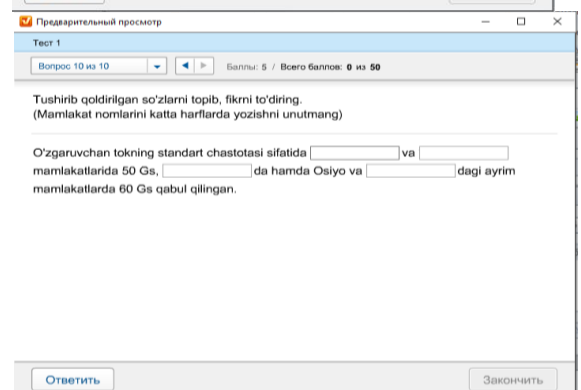 Предварительный просмотр
Тест 1
Вопрос 10 из 10
Баллы: 5 / Всего баллов: 0 из 50
Tushirib qoldirilgan so'zlarni topib, fikrni to'diring.
(Mamlakat nomlarini katta harflarda yozishni unutmang)
O'zgaruvchan tokning standart chastotasi sifatida va
mamlakatlarida 50 Gs, da hamda Osiyo va dagi ayrim
mamlakatlarda 60 Gs qabul qilingan.
Ответить Закончить